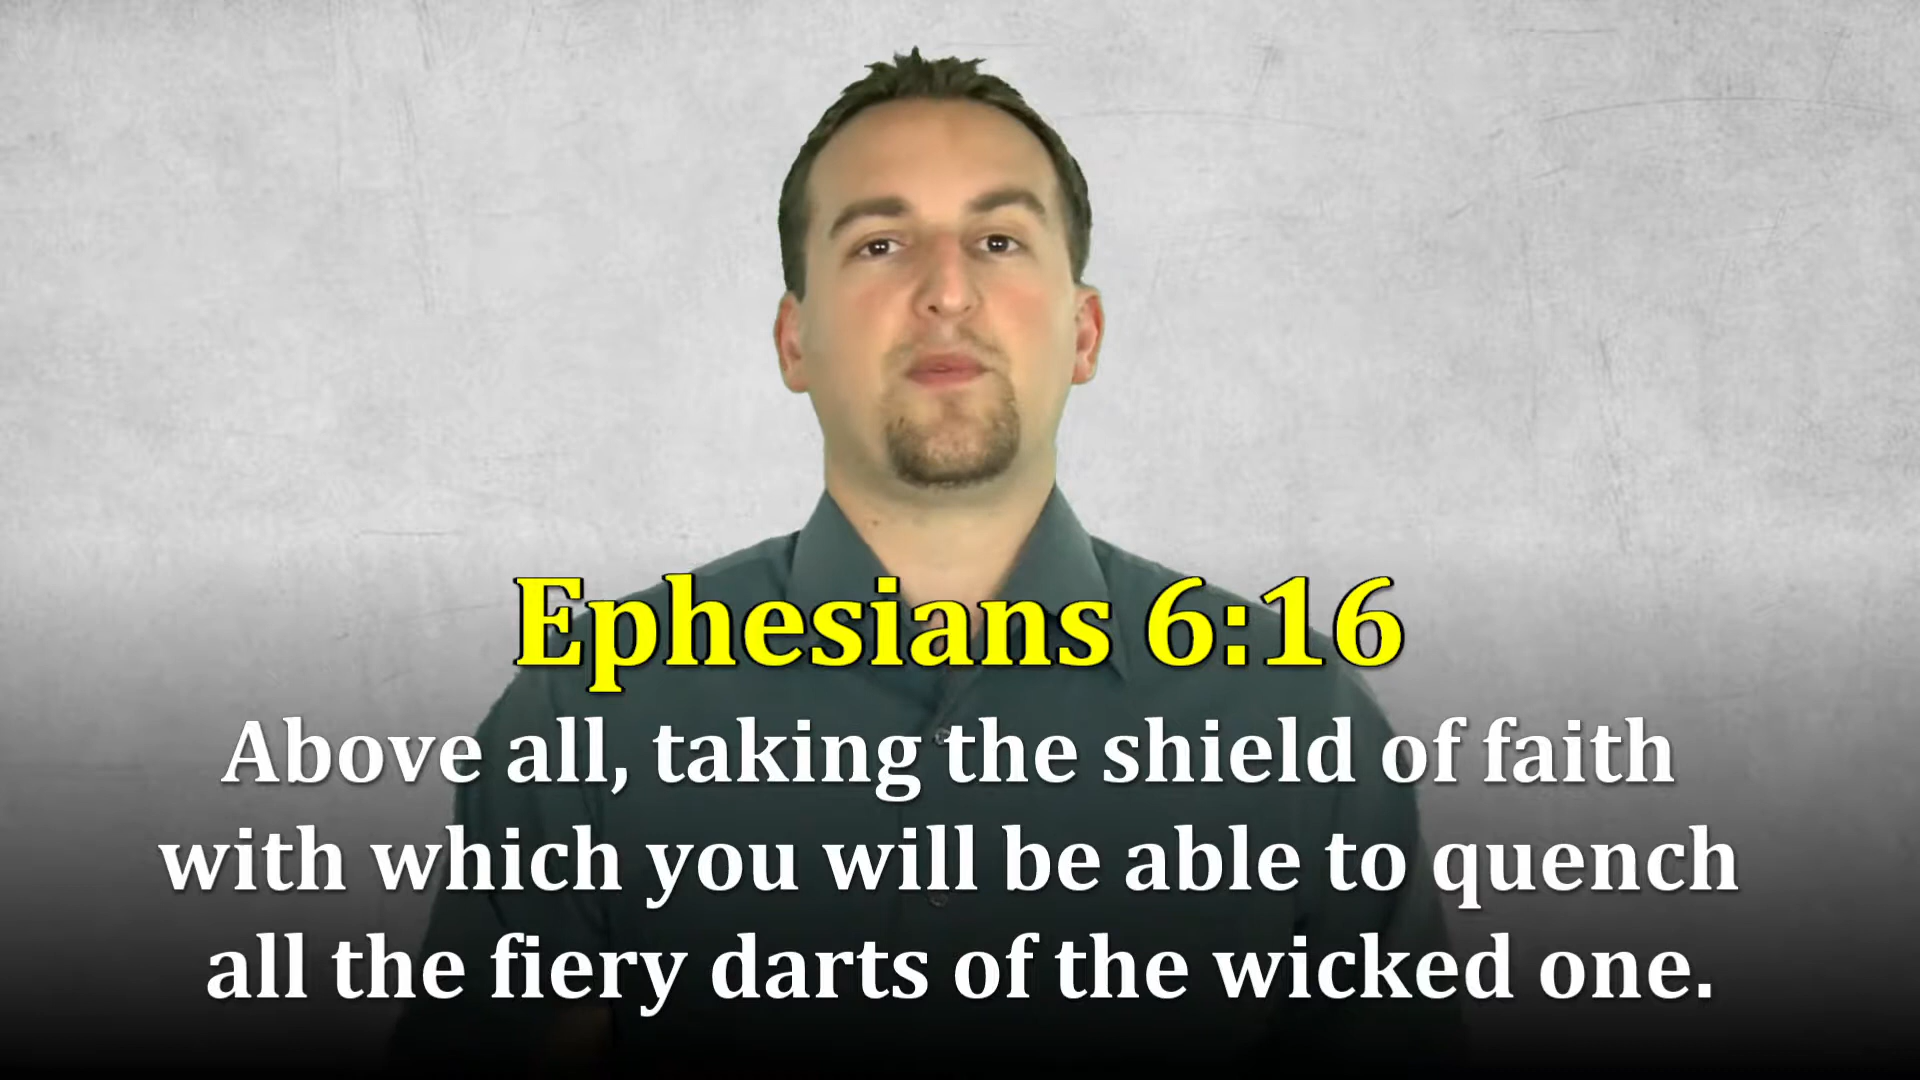 Ephesians 6:16
Above all, taking the shield of faith
with which you will be able to quench
all the fiery darts of the wicked one.